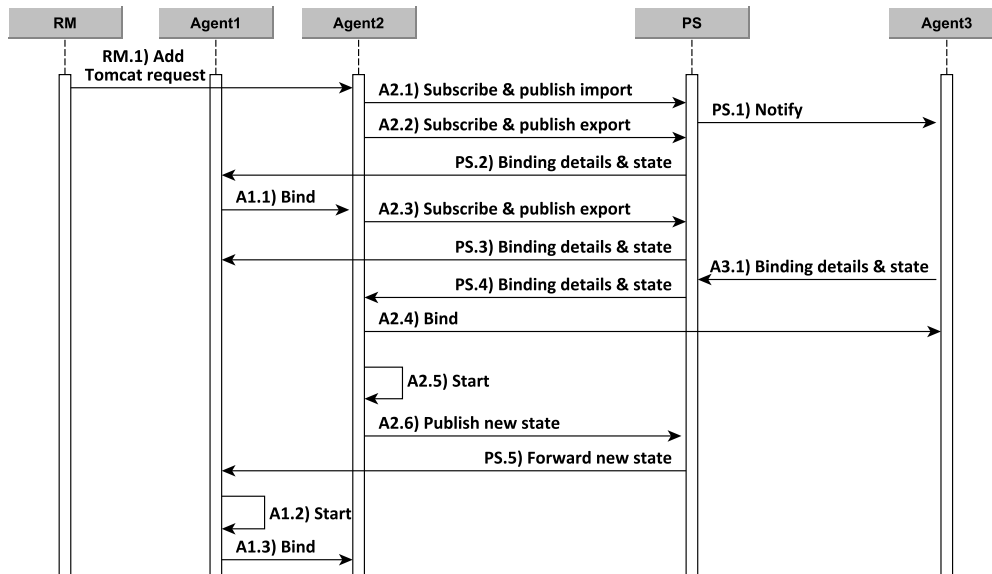 RM
Agent1
Agent2
PS
Agent3
RM.1) Add
Tomcat request
A2.1) Subscribe & publish import
PS.1) Notify
A2.2) Subscribe & publish export
PS.2) Binding details & state
A1.1) Bind
A2.3) Subscribe & publish export
PS.3) Binding details & state
A3.1) Binding details & state
PS.4) Binding details & state
A2.4) Bind
A2.5) Start
A2.6) Publish new state
PS.5) Forward new state
A1.2) Start
A1.3) Bind